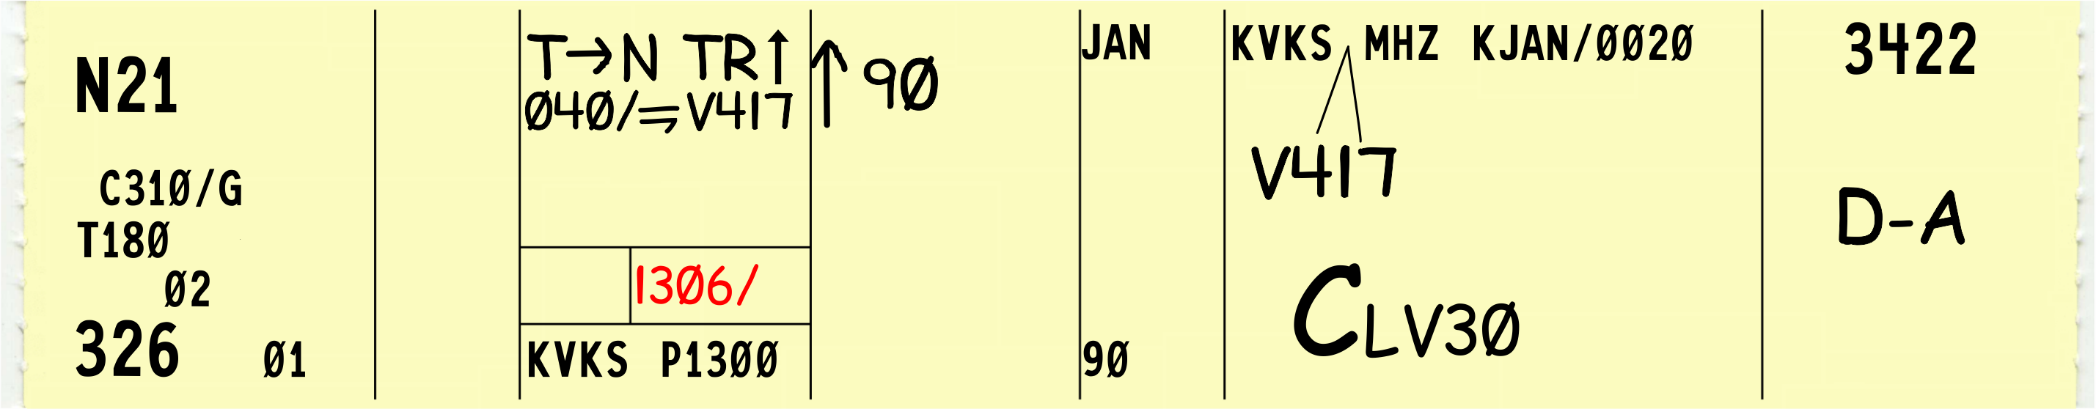 N21
C310/G
T180
02
326 01
T→N TR↑
040/⇌V417
1306/
KVKS P1300
↑ 90
JAN
90
KVKS MHZ KJAN/0020
V417
CLV30
3422
D-A